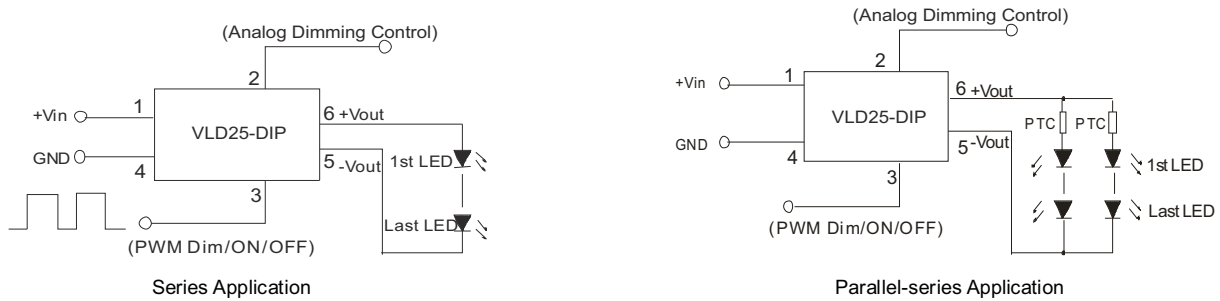 (Analog Dimming Control)
2
1
+Vin
VLD25-DIP
6 +Vout
GND
4
5 -Vout
1st LED
3
Last LED
(PWM Dim/ON/OFF)
Series Application
(Analog Dimming Control)
2
+Vin
1
6 +Vout
VLD25-DIP
PTC PTC
GND
4
5 -Vout
3
1st LED
Last LED
(PWM Dim/ON/OFF)
Parallel-series Application